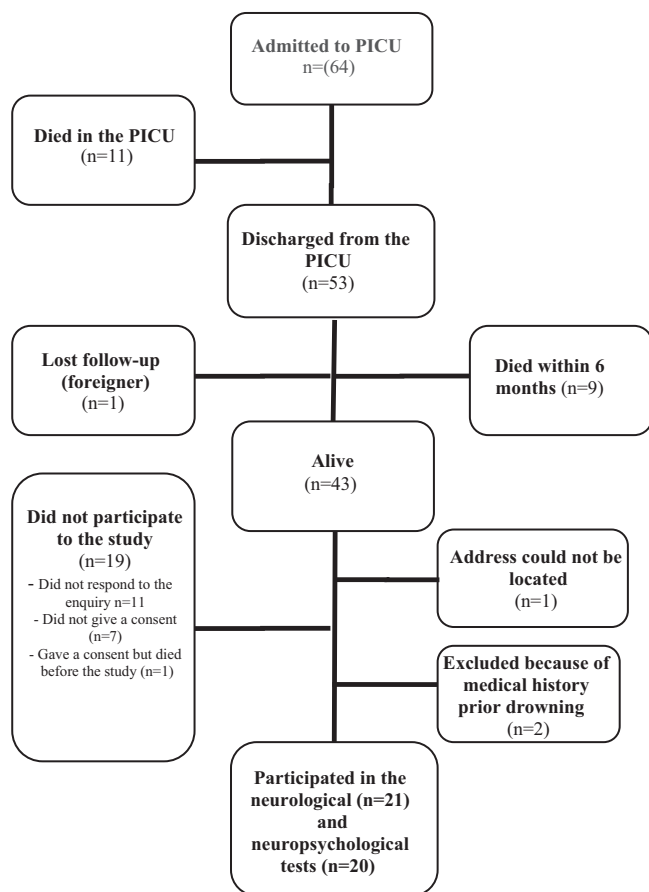 Admitted to PICU
n=(64)
Died in the PICU
(n=11)
Discharged from the
PICU
(n=53)
Lost follow-up
(foreigner)
(n=1)
Died within 6
months (n=9)
Alive
(n=43)
Did not participate
to the study
(n=19)
- Did not respond to the
enquiry n=11
- Did not give a consent
(n=7)
- Gave a consent but died
before the study (n=1)
Address could not be
located
(n=1)
Excluded because of
medical history
prior drowning
(n=2)
Participated in the
neurological (n=21)
and
neuropsychological
tests (n=20)